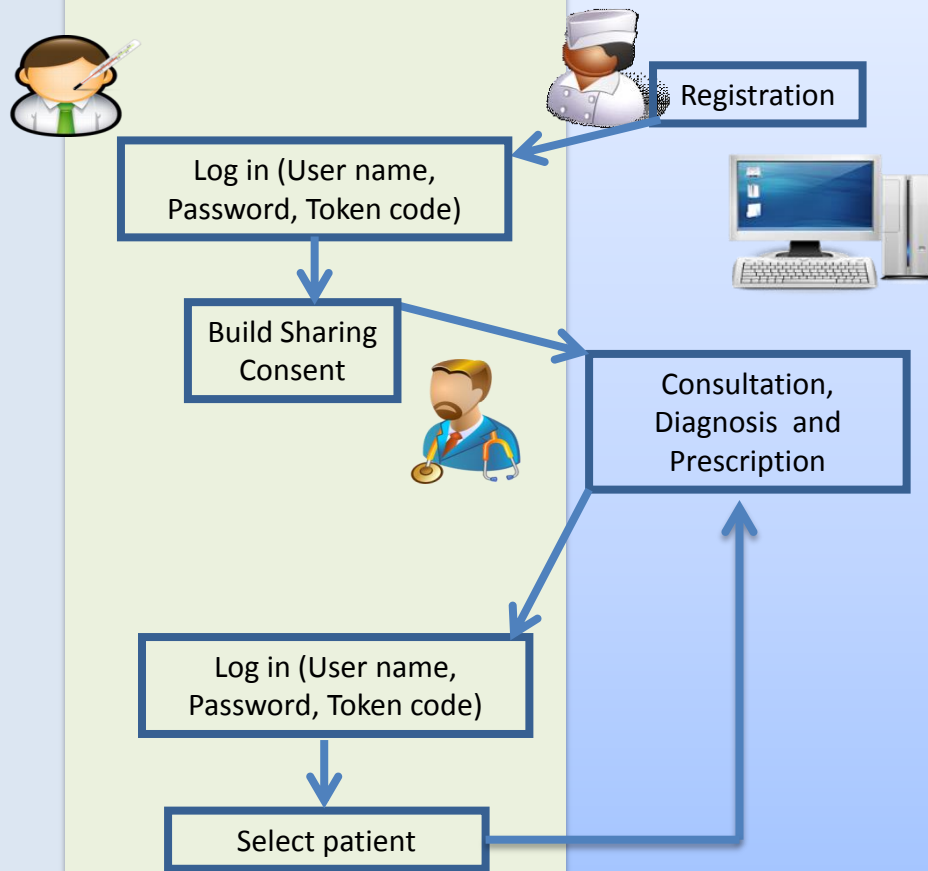 Registration
Log in (User name,
Password, Token code)
Build Sharing
Consent
Consultation,
Diagnosis and
Prescription
Log in (User name,
Password, Token code)
Select patient